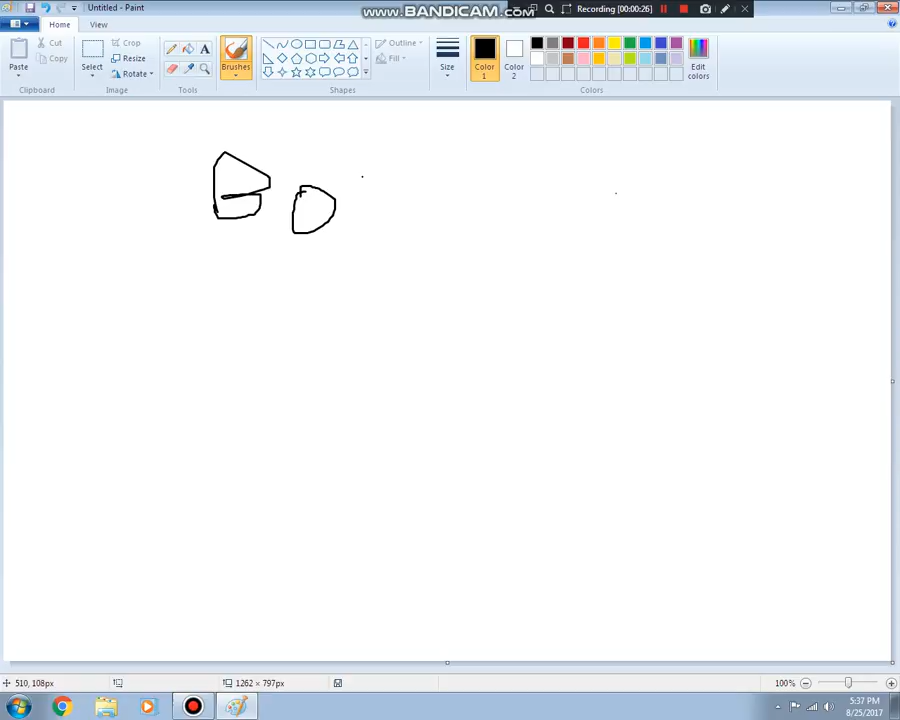 Untitled - Paint
WWW.BANDICAM.COM
Recording [00:00:26]
Home
View
Paste
Cut
Copy
Clipboard
Select
Crop
Resize
Rotate
Image
A
Tools
Brushes
Shapes
Outline
Fill
Size
Color 1
Color 2
Edit colors
Colors
BD
510, 108px
1262 × 797px
100%
5:37 PM
8/25/2017